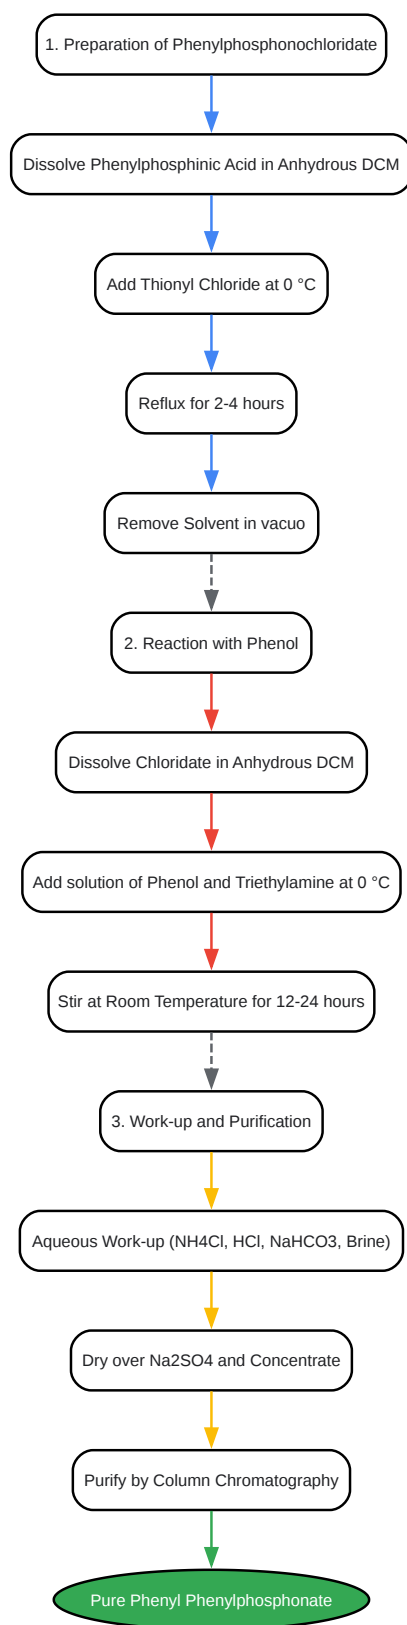 1. Preparation of Phenylphosphonochloridate
Dissolve Phenylphosphinic Acid in Anhydrous DCM
Add Thionyl Chloride at 0 °C
Reflux for 2-4 hours
Remove Solvent in vacuo
2. Reaction with Phenol
Dissolve Chloridate in Anhydrous DCM
Add solution of Phenol and Triethylamine at 0 °C
Stir at Room Temperature for 12-24 hours
3. Work-up and Purification
Aqueous Work-up (NH4Cl, HCl, NaHCO3, Brine)
Dry over Na2SO4 and Concentrate
Purify by Column Chromatography
Pure Phenyl Phenylphosphonate